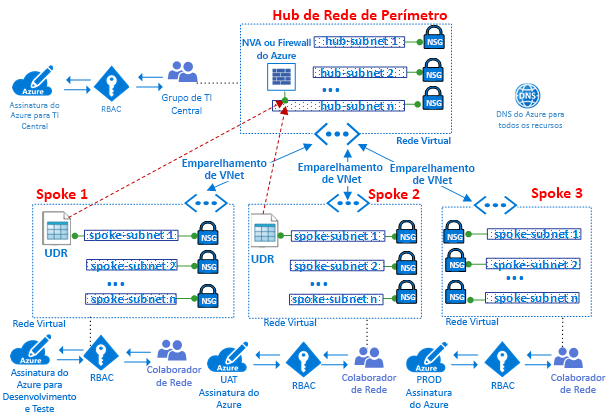 Hub de Rede de Perímetro
NVA ou Firewall
do Azure
hub-subnet 1
NSG
hub-subnet 2
NSG
hub-subnet n
NSG
Rede Virtual
Azure
Assinatura do
Azure para TI
Central
RBAC
Grupo de TI
Central
DNS
DNS do Azure para
todos os recursos
Emparelhamento
de VNet
Emparelhamento
de VNet
Emparelhamento
de VNet
Spoke 1
UDR
spoke-subnet 1
NSG
spoke-subnet 2
NSG
spoke-subnet n
NSG
Rede Virtual
Spoke 2
UDR
spoke-subnet 1
NSG
spoke-subnet 2
NSG
spoke-subnet n
NSG
Rede Virtual
Spoke 3
NSG
spoke-subnet 1
NSG
spoke-subnet 2
NSG
spoke-subnet n
Rede Virtual
Azure
Assinatura do
Azure para
Desenvolvimento
e Teste
RBAC
Colaborador
de Rede
Azure
UAT
Assinatura do
Azure
RBAC
Colaborador
de Rede
Azure
PROD
Assinatura do
Azure
RBAC
Colaborador
de Rede